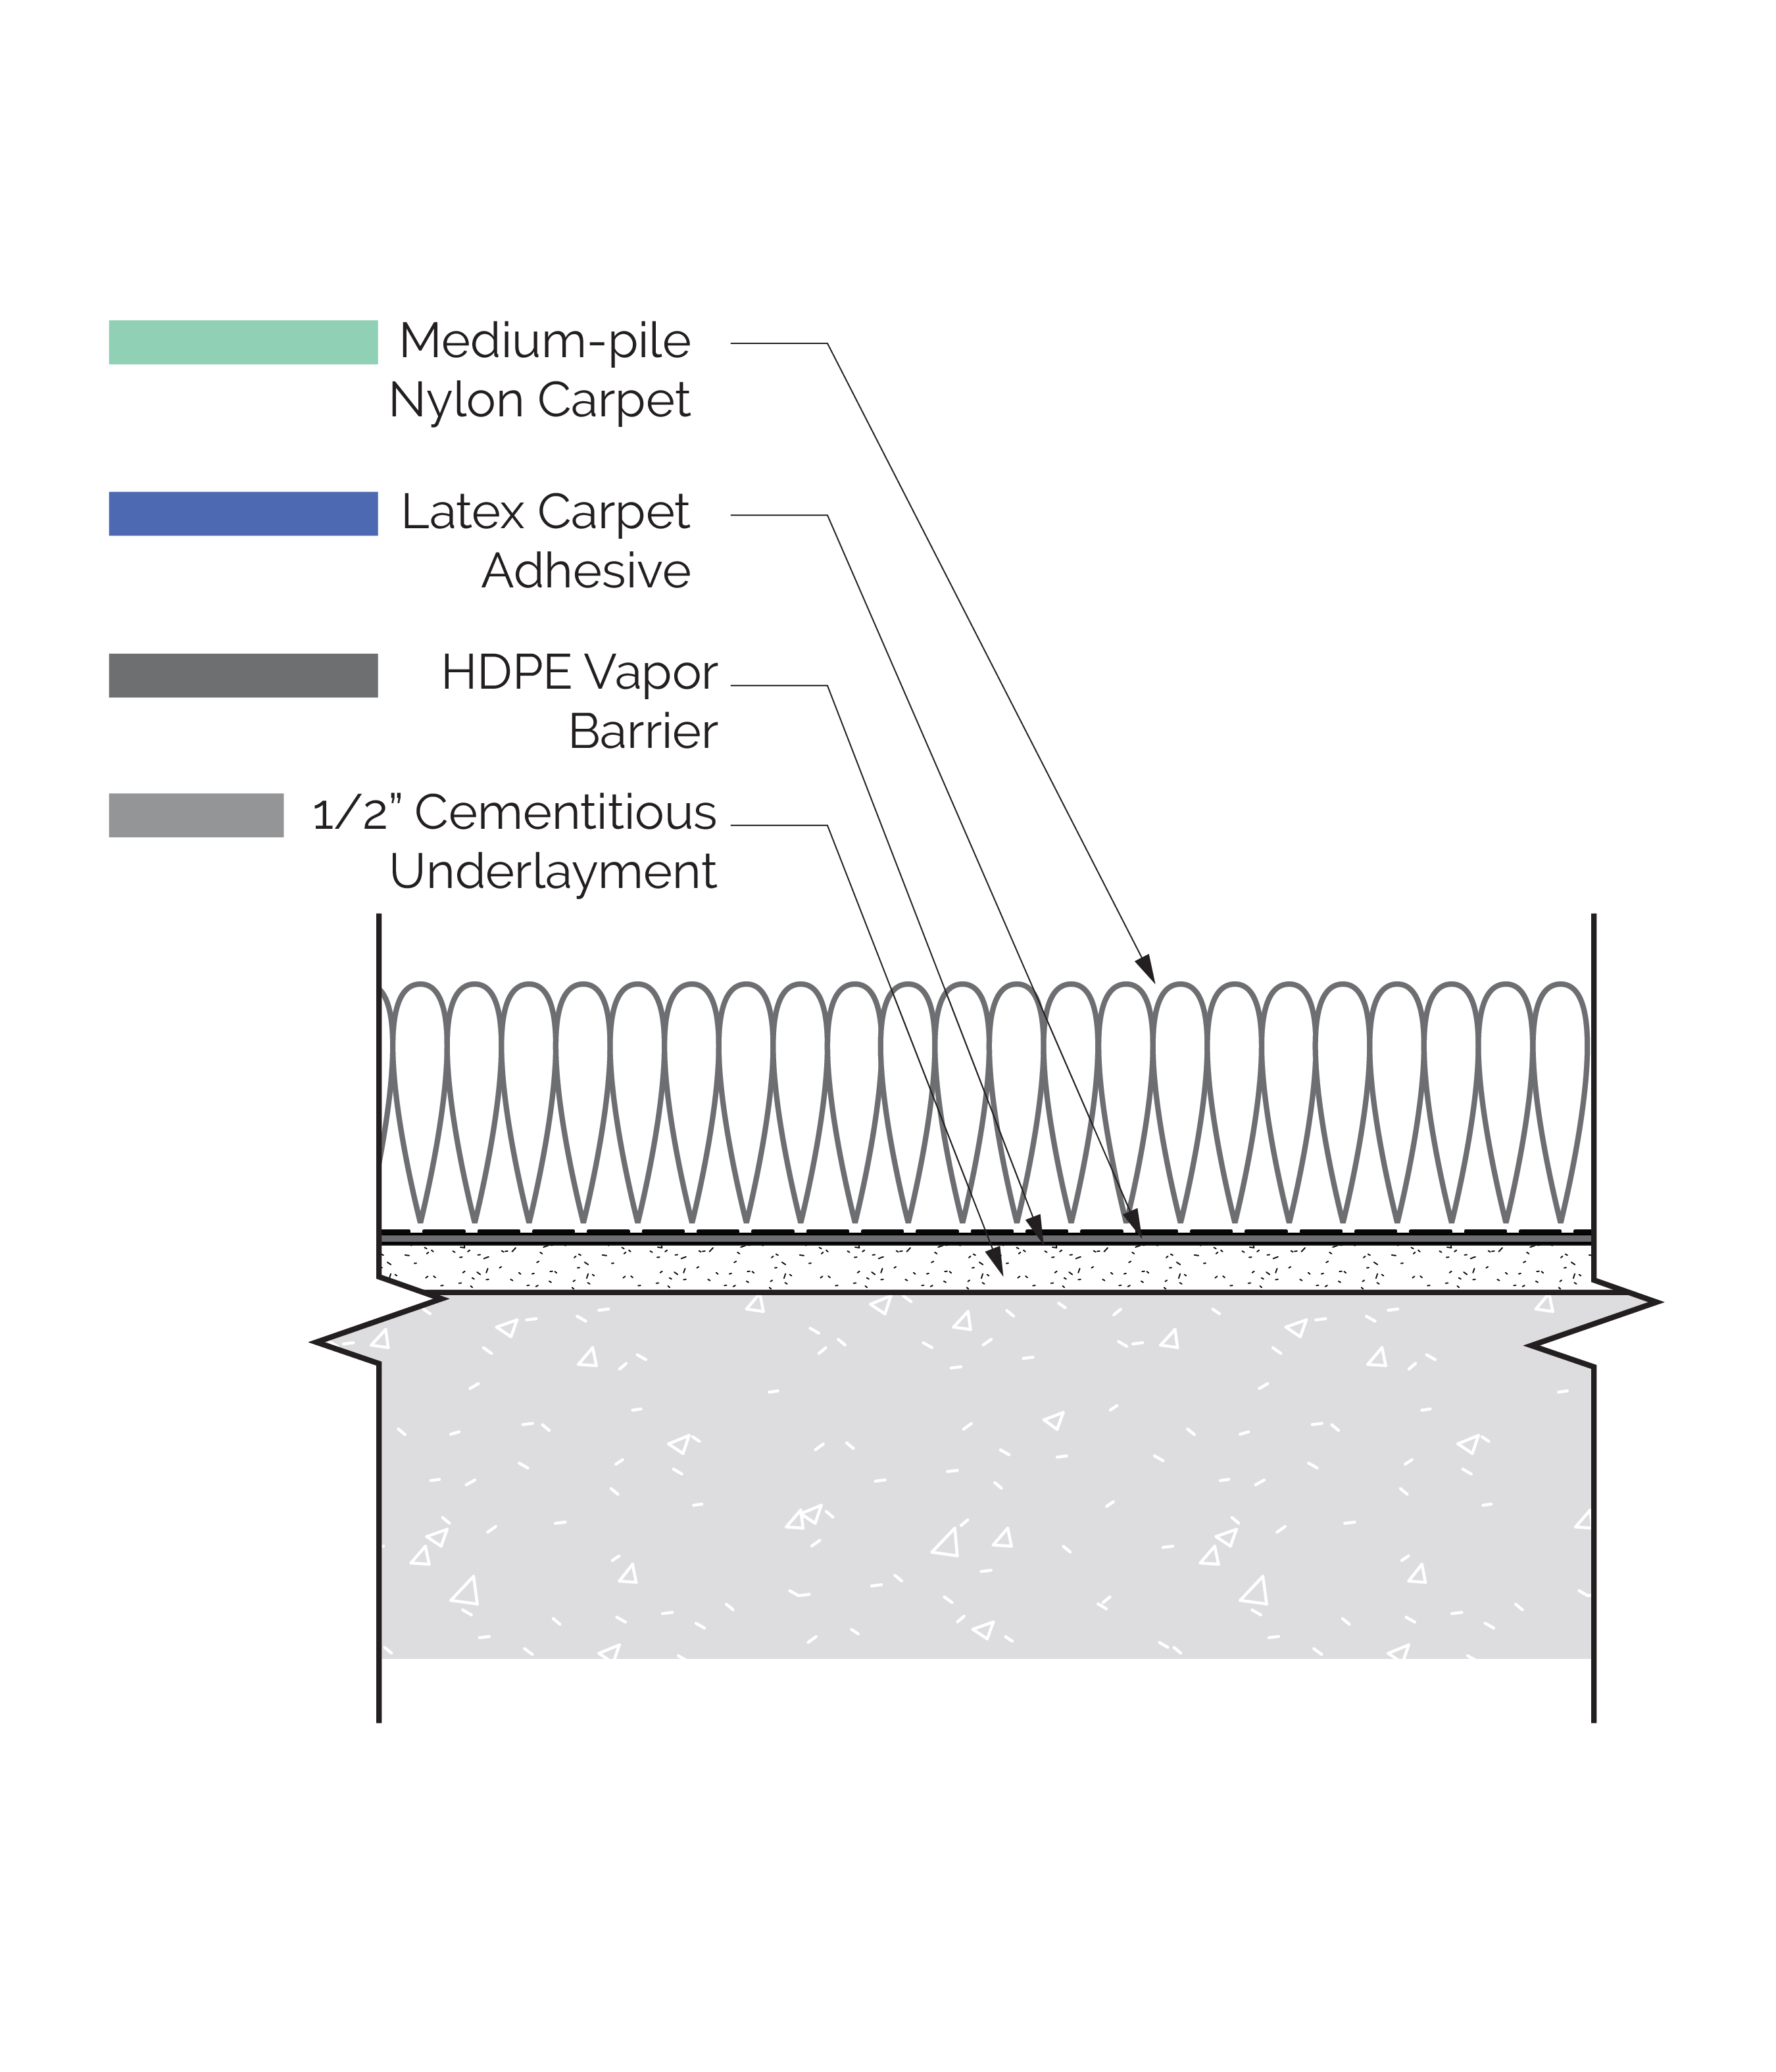 Medium-pile
Nylon Carpet
Latex Carpet
Adhesive
HDPE Vapor
Barrier
1/2” Cementitious
Underlayment